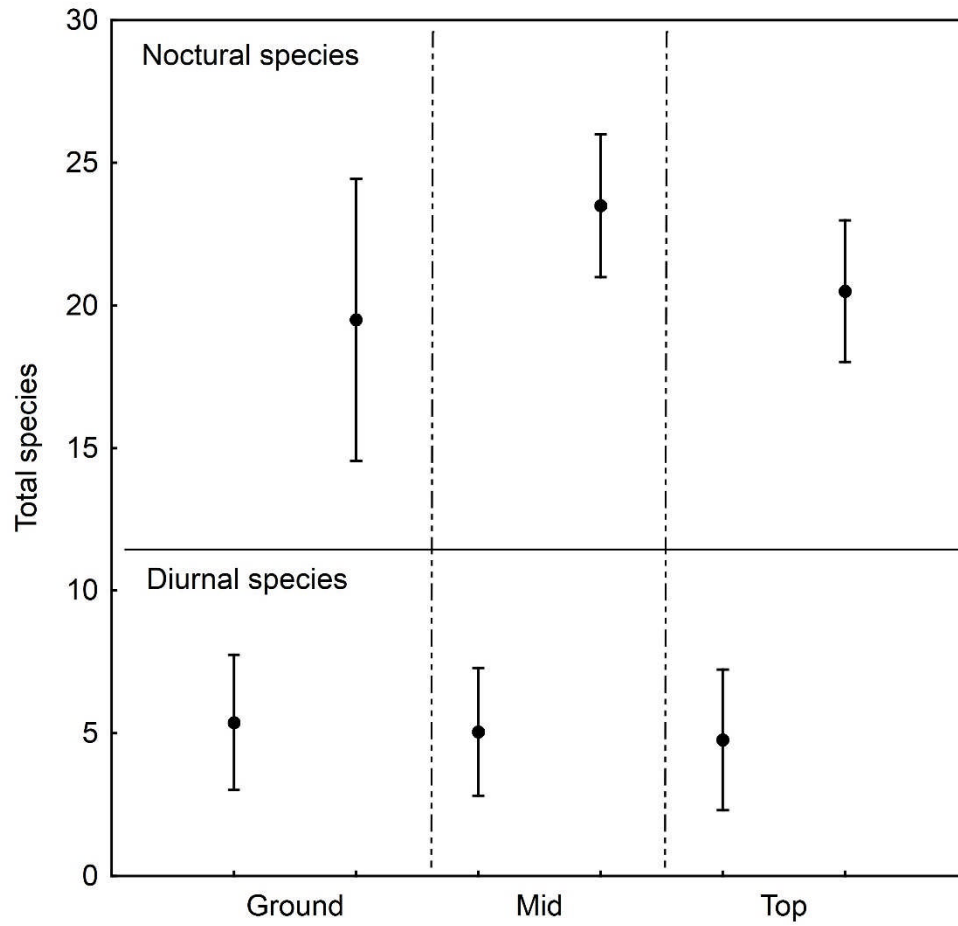 30
Noctural species
25
20
15
Total species
Diurnal species
10
5
0
Ground Mid Top